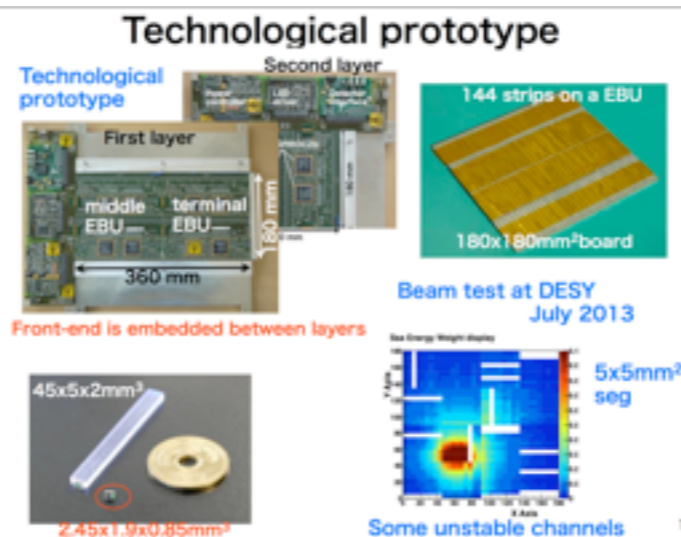 Technological prototype
Technological
prototype
Second layer
First layer
middle
EBU
terminal
EBU
180 mm
360 mm
Front-end is embedded between layers
144 strips on a EBU
180x180mm²board
Beam test at DESY
July 2013
5x5mm²
seg
Y Axis
X Axis
45x5x2mm³
2.45x1.9x0.85mm³
Some unstable channels